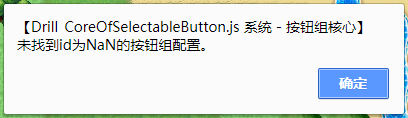 【Drill_CoreOfSelectableButton.js 系统 - 按钮组核心】
未找到id为NaN的按钮组配置。
确定